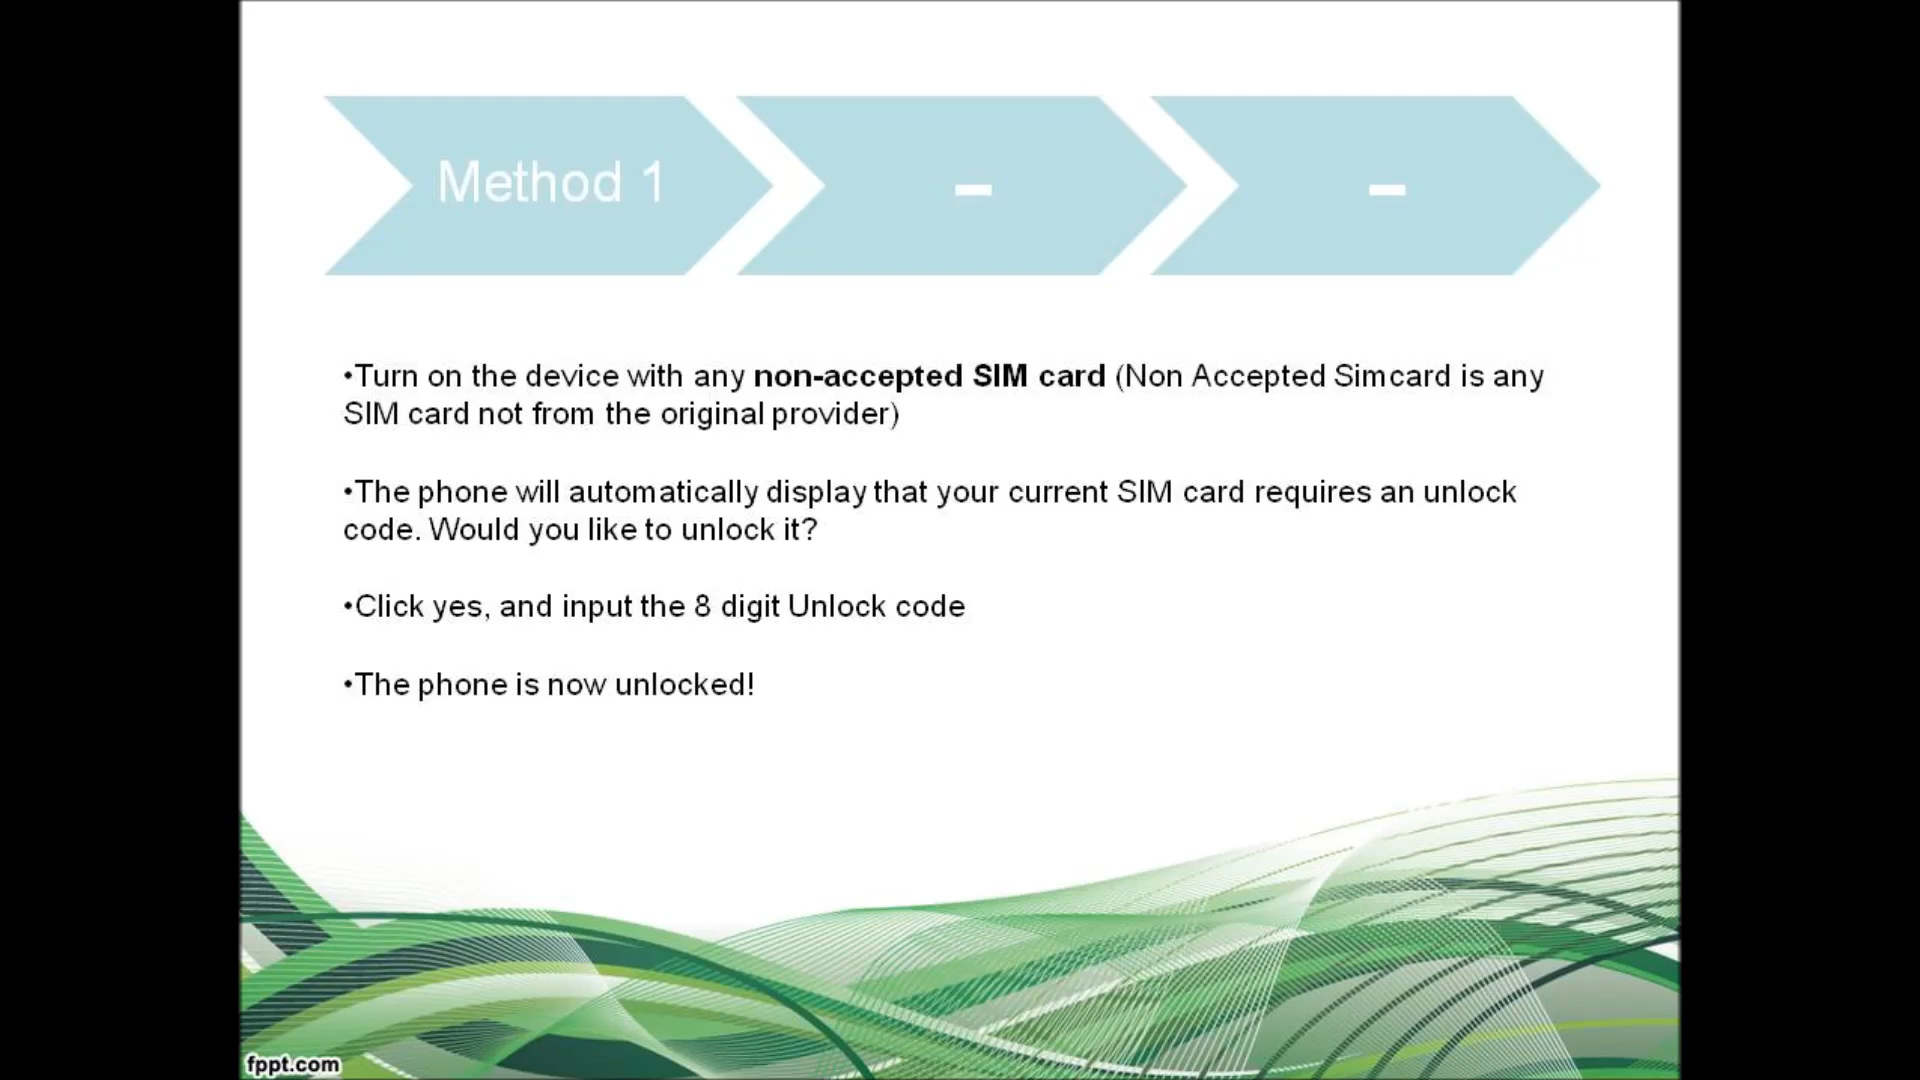 Method 1
-
-
•Turn on the device with any non-accepted SIM card (Non Accepted Simcard is any
SIM card not from the original provider)
•The phone will automatically display that your current SIM card requires an unlock
code. Would you like to unlock it?
•Click yes, and input the 8 digit Unlock code
•The phone is now unlocked!
fppt.com